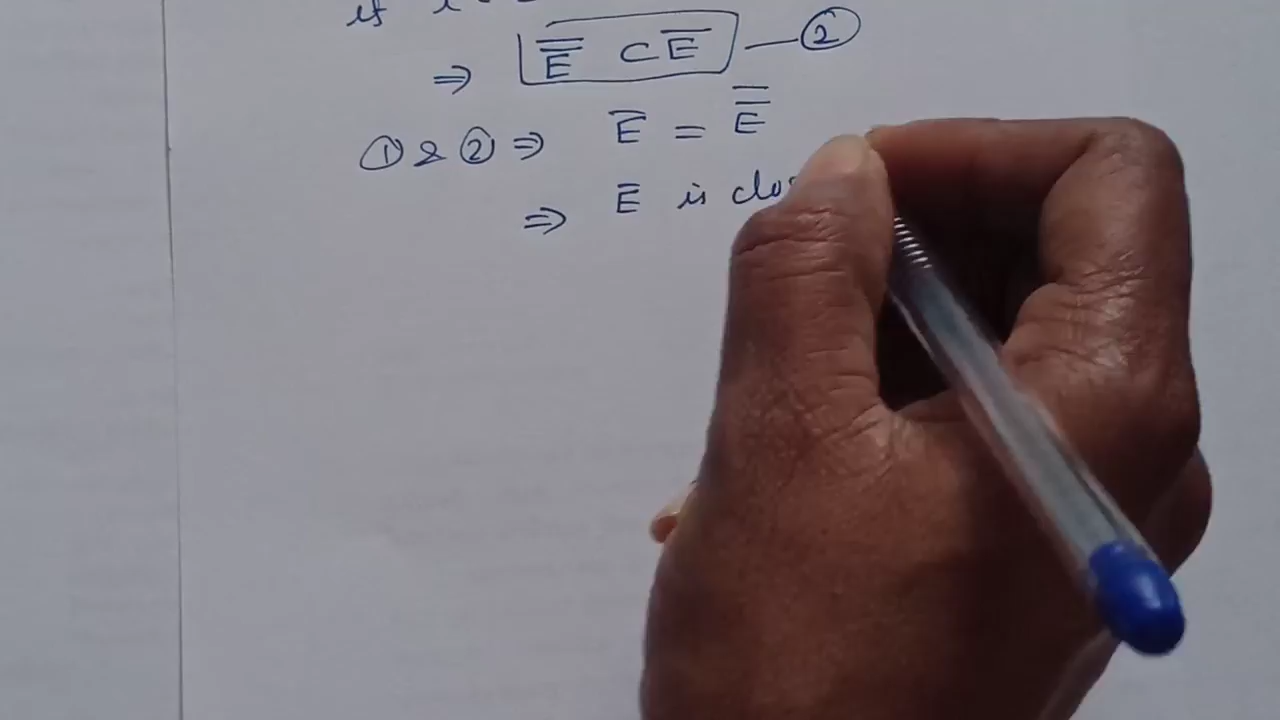 ⇒ E̿ ⊂ E̅ — ②
① & ② ⇒ E̅ = E̿
⇒ E̅ is clo